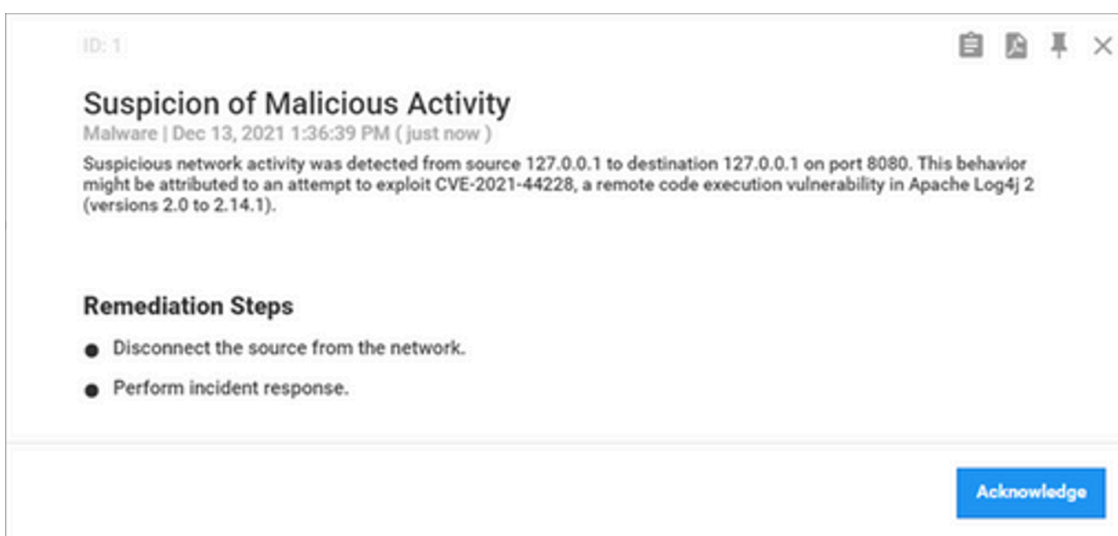 ID: 1
Suspicion of Malicious Activity
Malware | Dec 13, 2021 1:36:39 PM ( just now )
Suspicious network activity was detected from source 127.0.0.1 to destination 127.0.0.1 on port 8080. This behavior
might be attributed to an attempt to exploit CVE-2021-44228, a remote code execution vulnerability in Apache Log4j 2
(versions 2.0 to 2.14.1).
Remediation Steps
● Disconnect the source from the network.
● Perform incident response.
Acknowledge